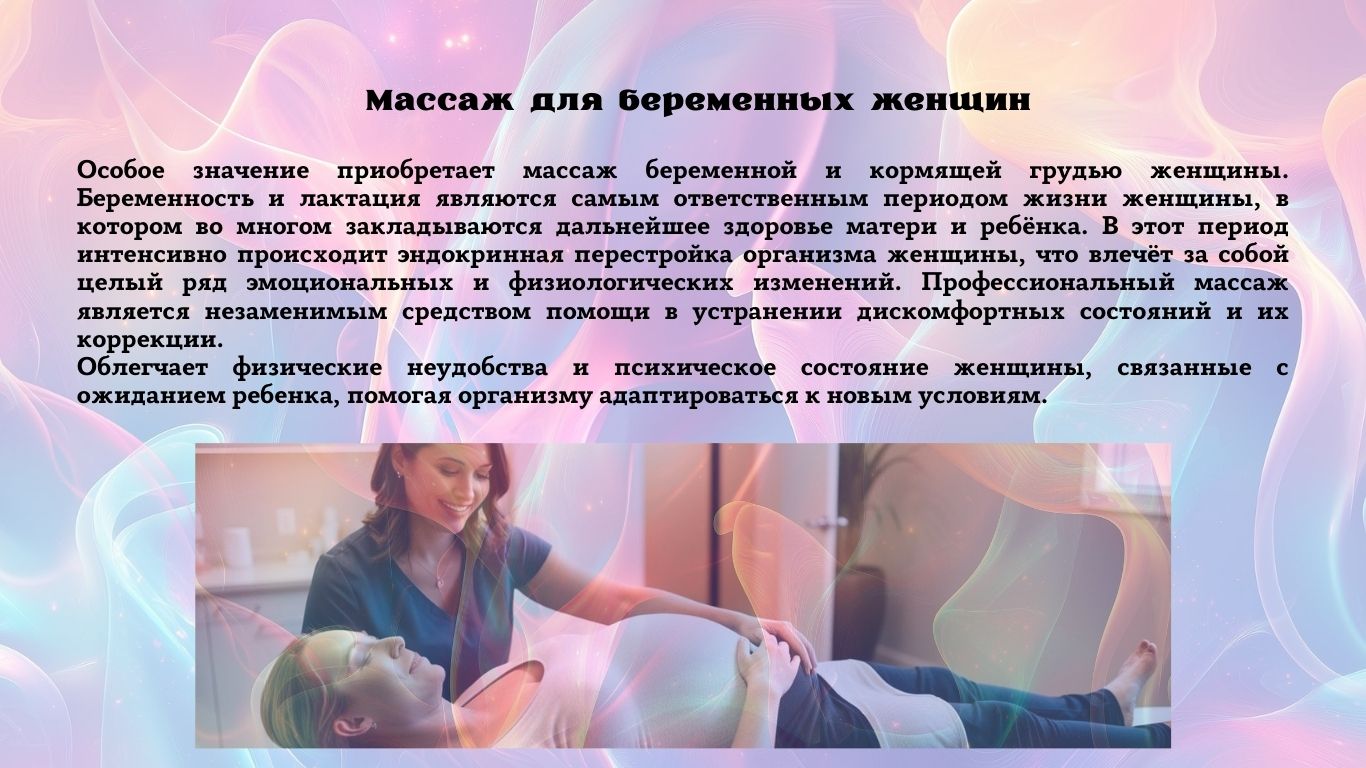 Массаж для беременных женщин
Особое значение приобретает массаж беременной и кормящей грудью женщины.
Беременность и лактация являются самым ответственным периодом жизни женщины, в
котором во многом закладываются дальнейшее здоровье матери и ребёнка. В этот период
интенсивно происходит эндокринная перестройка организма женщины, что влечёт за собой
целый ряд эмоциональных и физиологических изменений. Профессиональный массаж
является незаменимым средством помощи в устранении дискомфортных состояний и их
коррекции.
Облегчает физические неудобства и психическое состояние женщины, связанные с
ожиданием ребенка, помогая организму адаптироваться к новым условиям.